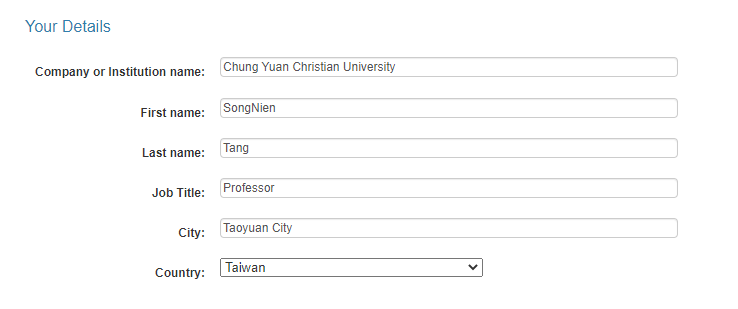 Your Details
Company or Institution name: Chung Yuan Christian University
First name: SongNien
Last name: Tang
Job Title: Professor
City: Taoyuan City
Country: Taiwan